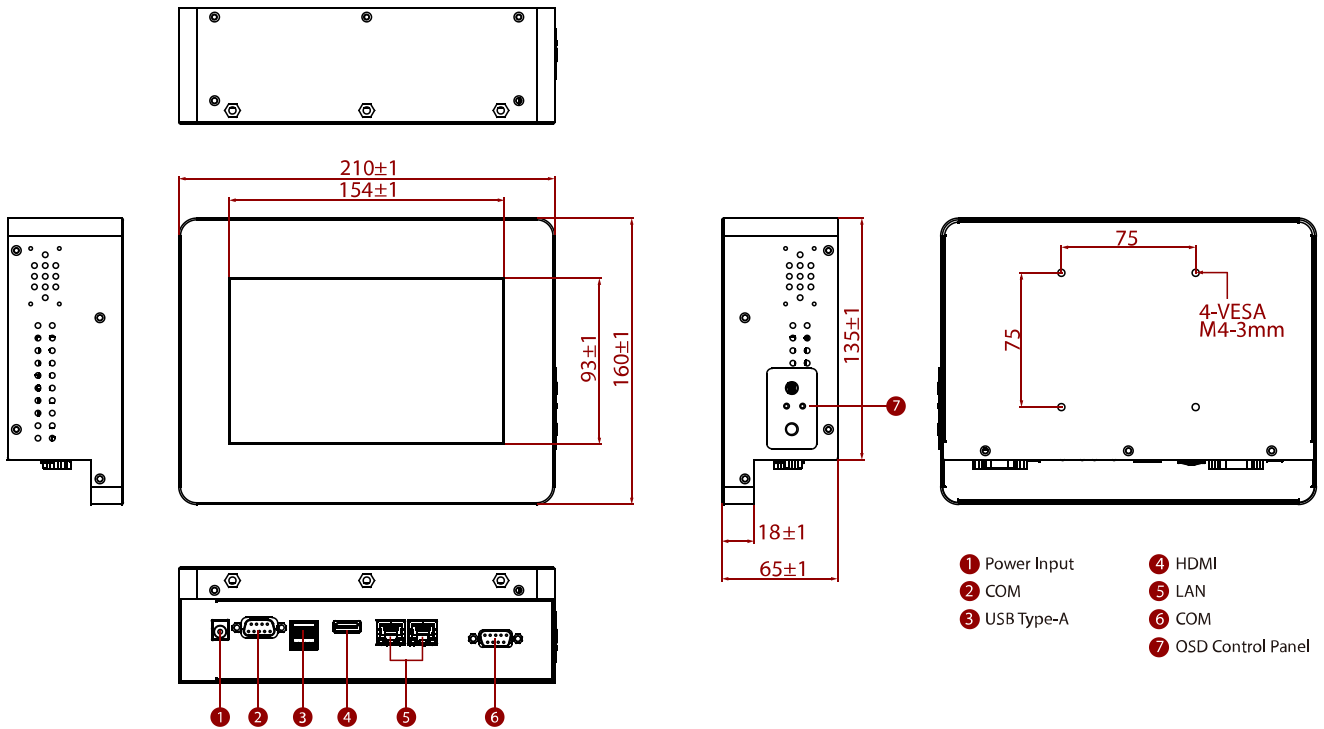 210±1
154±1
93±1
160±1
135±1
18±1
65±1
7
75
75
4-VESA
M4-3mm
1 Power Input
2 COM
3 USB Type-A
4 HDMI
5 LAN
6 COM
7 OSD Control Panel
1 2 3 4 5 6